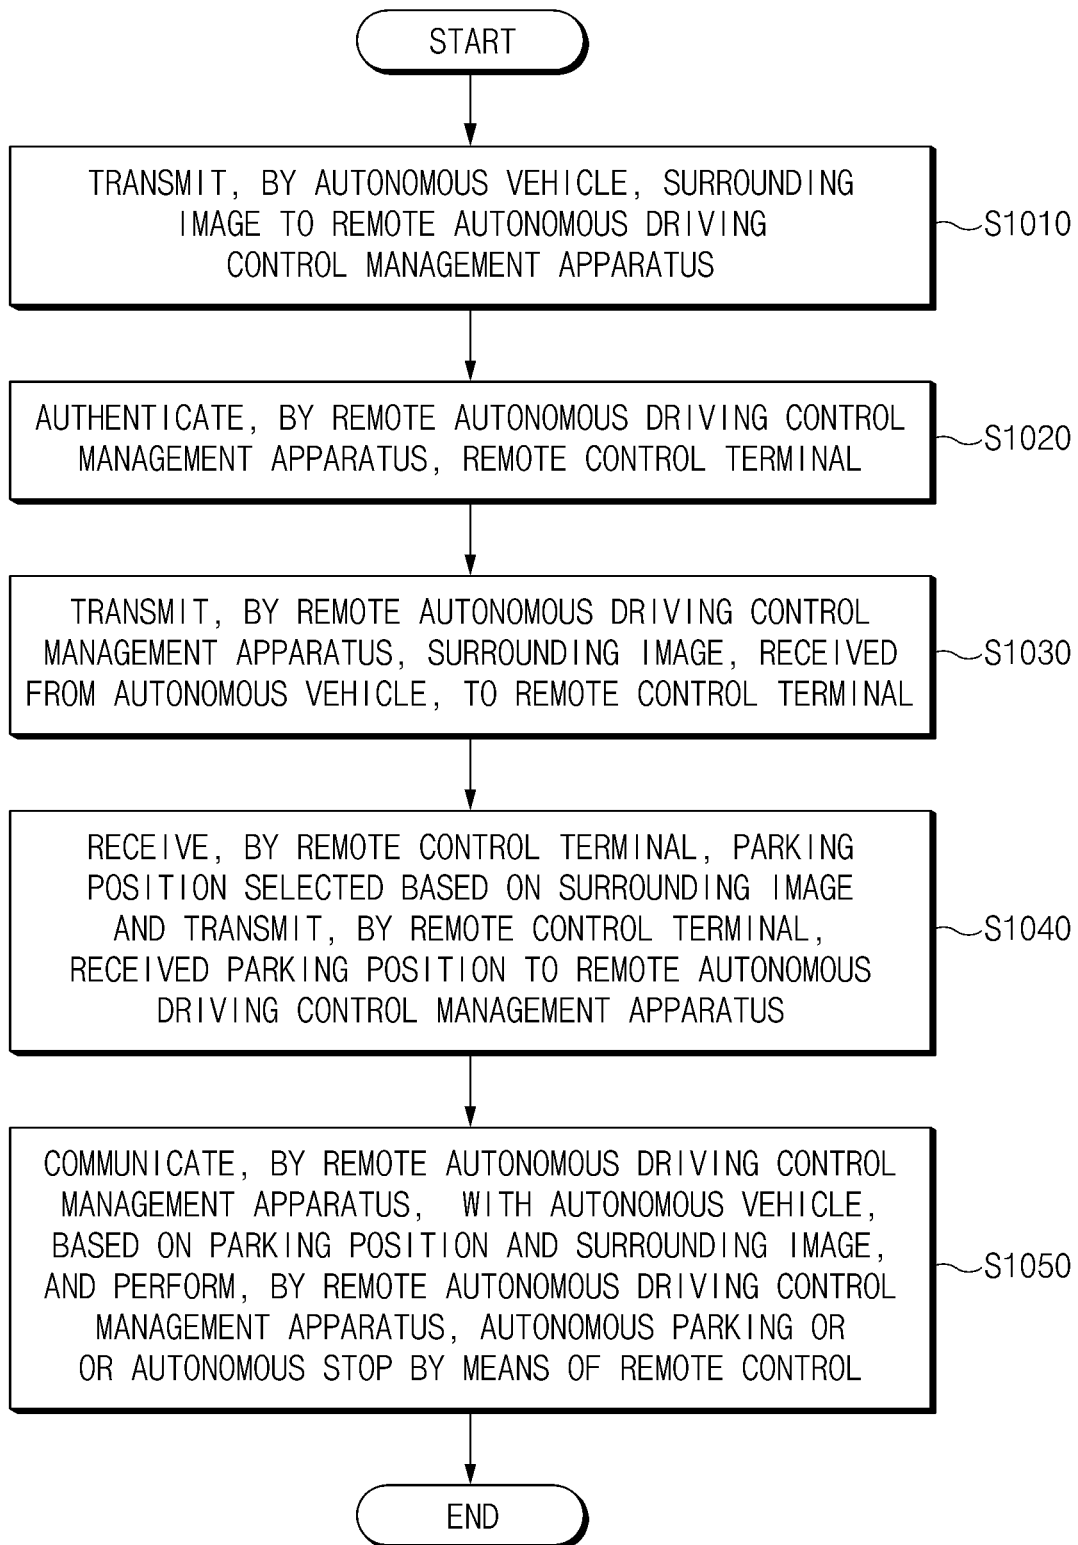 START
TRANSMIT, BY AUTONOMOUS VEHICLE, SURROUNDING
IMAGE TO REMOTE AUTONOMOUS DRIVING
CONTROL MANAGEMENT APPARATUS
S1010
AUTHENTICATE, BY REMOTE AUTONOMOUS DRIVING CONTROL
MANAGEMENT APPARATUS, REMOTE CONTROL TERMINAL
S1020
TRANSMIT, BY REMOTE AUTONOMOUS DRIVING CONTROL
MANAGEMENT APPARATUS, SURROUNDING IMAGE, RECEIVED
FROM AUTONOMOUS VEHICLE, TO REMOTE CONTROL TERMINAL
S1030
RECEIVE, BY REMOTE CONTROL TERMINAL, PARKING
POSITION SELECTED BASED ON SURROUNDING IMAGE
AND TRANSMIT, BY REMOTE CONTROL TERMINAL,
RECEIVED PARKING POSITION TO REMOTE AUTONOMOUS
DRIVING CONTROL MANAGEMENT APPARATUS
S1040
COMMUNICATE, BY REMOTE AUTONOMOUS DRIVING CONTROL
MANAGEMENT APPARATUS, WITH AUTONOMOUS VEHICLE,
BASED ON PARKING POSITION AND SURROUNDING IMAGE,
AND PERFORM, BY REMOTE AUTONOMOUS DRIVING CONTROL
MANAGEMENT APPARATUS, AUTONOMOUS PARKING OR
OR AUTONOMOUS STOP BY MEANS OF REMOTE CONTROL
S1050
END